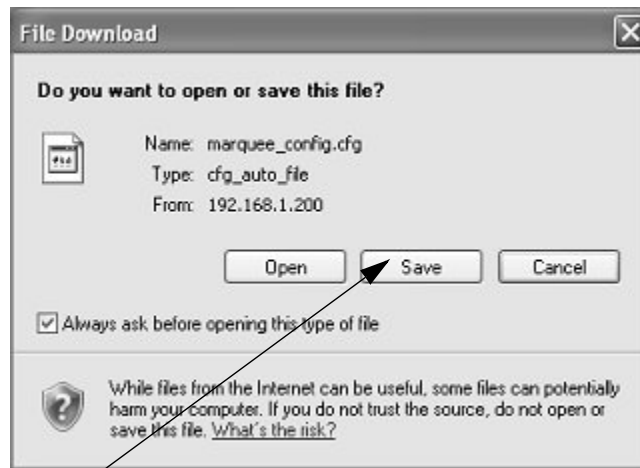 File Download
Do you want to open or save this file?
Name: marquee_config.cfg
Type: cfg_auto_file
From: 192.168.1.200
Open Save Cancel
Always ask before opening this type of file
While files from the Internet can be useful, some files can potentially
harm your computer. If you do not trust the source, do not open or
save this file. What's the risk?